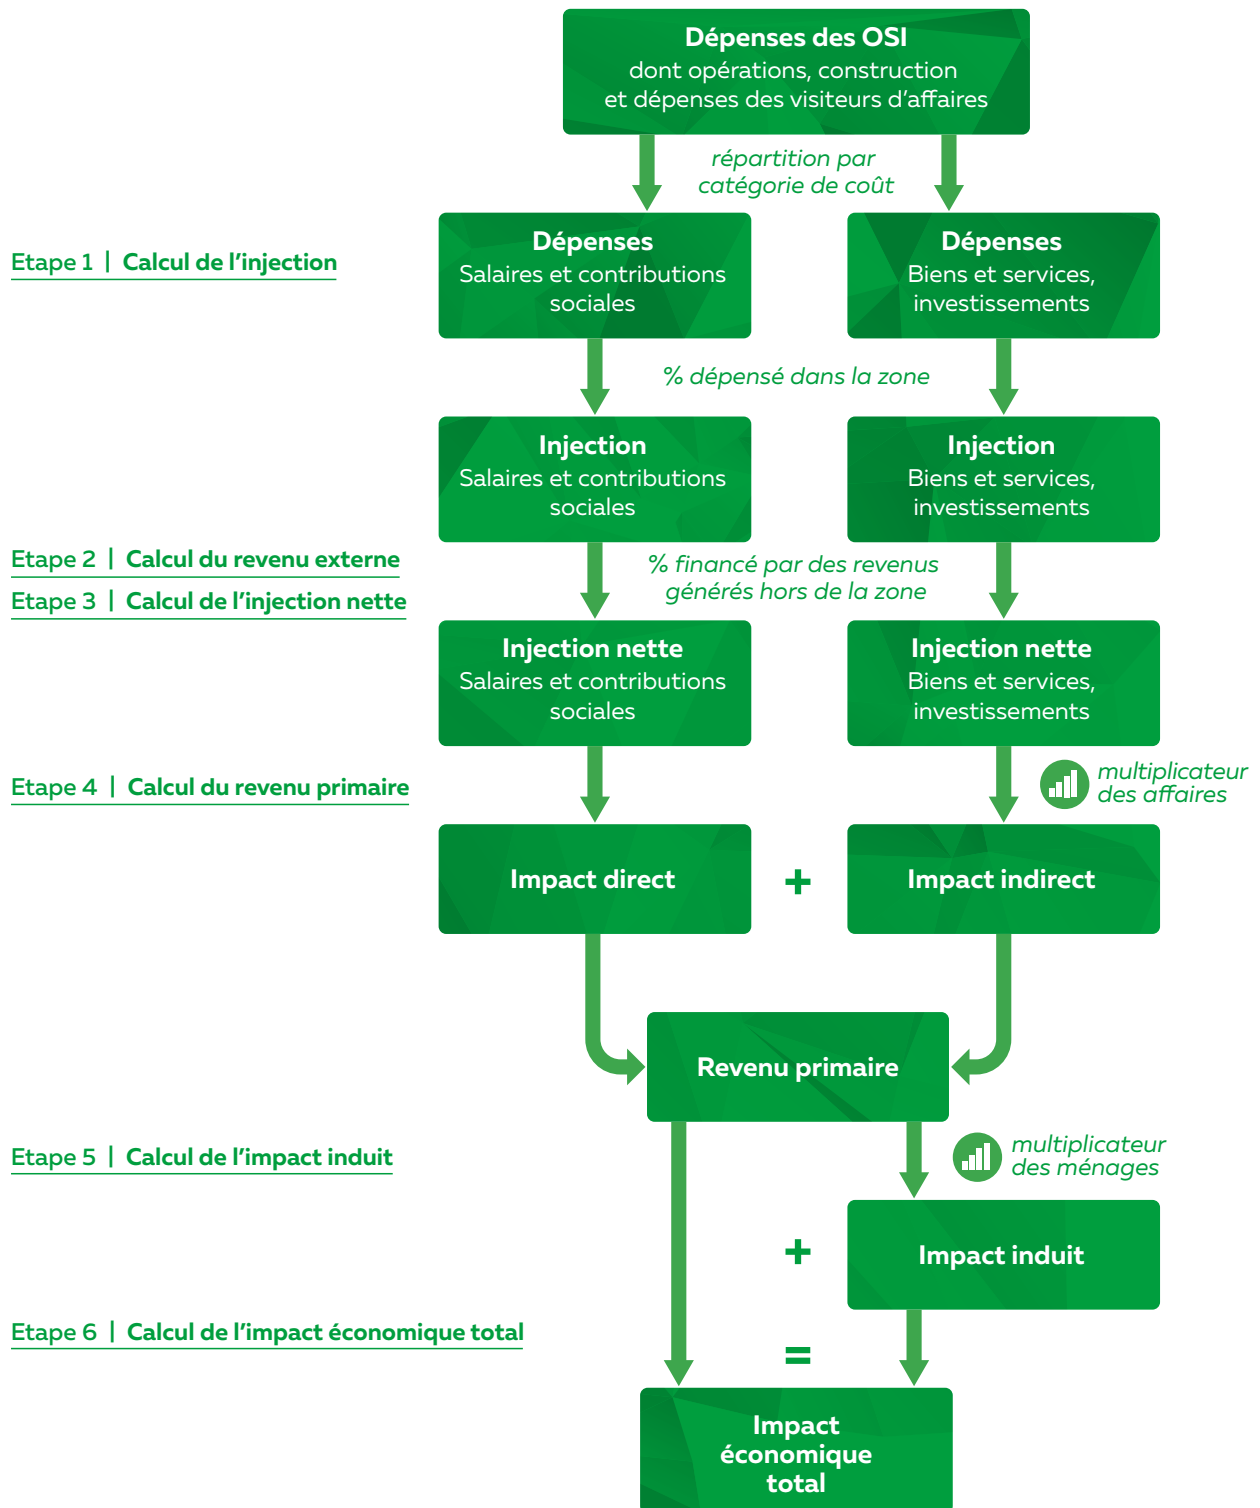 Dépenses des OSI
dont opérations, construction
et dépenses des visiteurs d'affaires
répartition par
catégorie de coût
Etape 1 | Calcul de l'injection
Dépenses
Salaires et contributions
sociales
Dépenses
Biens et services,
investissements
% dépensé dans la zone
Injection
Salaires et contributions
sociales
Injection
Biens et services,
investissements
Etape 2 | Calcul du revenu externe
Etape 3 | Calcul de l'injection nette
% financé par des revenus
générés hors de la zone
Injection nette
Salaires et contributions
sociales
Injection nette
Biens et services,
investissements
Etape 4 | Calcul du revenu primaire
multiplicateur
des affaires
Impact direct
+
Impact indirect
Revenu primaire
Etape 5 | Calcul de l'impact induit
multiplicateur
des ménages
+
Impact induit
Etape 6 | Calcul de l'impact économique total
=
Impact
économique
total